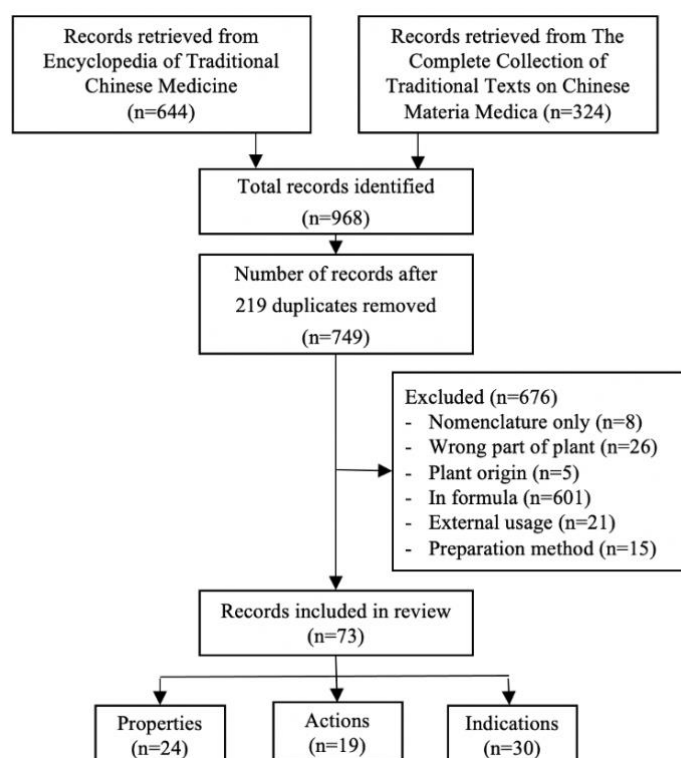 Records retrieved from
Encyclopedia of Traditional
Chinese Medicine
(n=644)
Records retrieved from The
Complete Collection of
Traditional Texts on Chinese
Materia Medica (n=324)
Total records identified
(n=968)
Number of records after
219 duplicates removed
(n=749)
Excluded (n=676)
- Nomenclature only (n=8)
- Wrong part of plant (n=26)
- Plant origin (n=5)
- In formula (n=601)
- External usage (n=21)
- Preparation method (n=15)
Records included in review
(n=73)
Properties
(n=24)
Actions
(n=19)
Indications
(n=30)